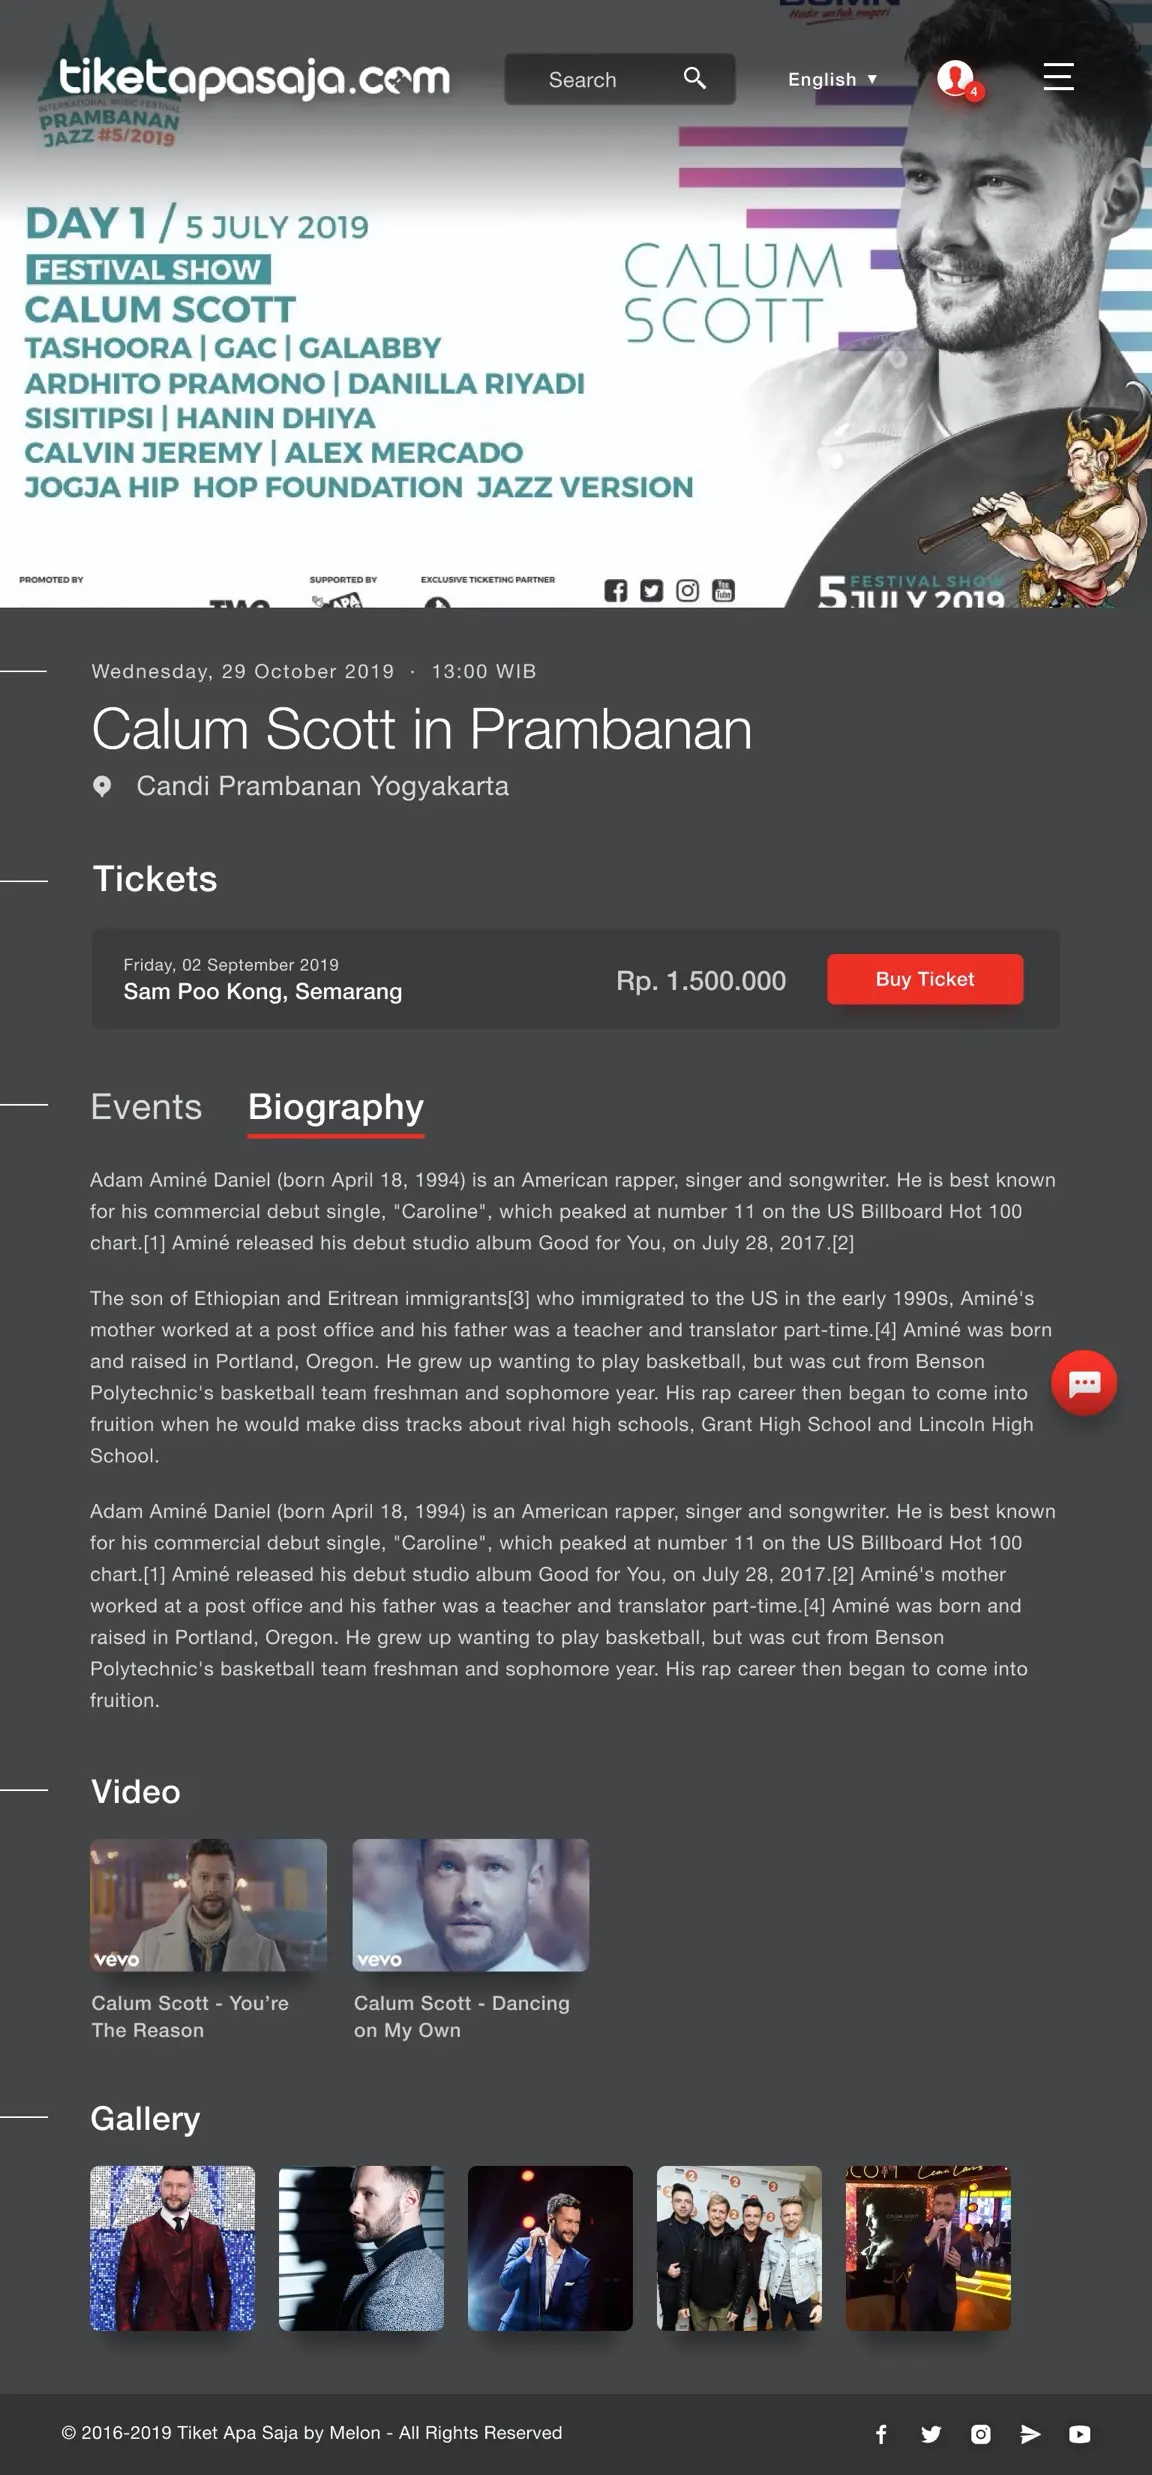 BUMN
Hadir untuk negeri
tiketapasaja.com
Search
English ▼
4
INTERNATIONAL MUSIC FESTIVAL
PRAMBANAN
JAZZ #5/2019
DAY 1 / 5 JULY 2019
FESTIVAL SHOW
CALUM SCOTT
TASHOORA | GAC | GALABBY
ARDHITO PRAMONO | DANILLA RIYADI
SISITIPSI | HANIN DHIYA
CALVIN JEREMY | ALEX MERCADO
JOGJA HIP HOP FOUNDATION JAZZ VERSION
CALUM
SCOTT
PROMOTED BY
SUPPORTED BY
EXCLUSIVE TICKETING PARTNER
You
Tube
5 FESTIVAL SHOW
JULY 2019
Wednesday, 29 October 2019 · 13:00 WIB
Calum Scott in Prambanan
Candi Prambanan Yogyakarta
Tickets
Friday, 02 September 2019
Sam Poo Kong, Semarang
Rp. 1.500.000
Buy Ticket
Events Biography
Adam Aminé Daniel (born April 18, 1994) is an American rapper, singer and songwriter. He is best known
for his commercial debut single, "Caroline", which peaked at number 11 on the US Billboard Hot 100
chart.[1] Aminé released his debut studio album Good for You, on July 28, 2017.[2]
The son of Ethiopian and Eritrean immigrants[3] who immigrated to the US in the early 1990s, Aminé's
mother worked at a post office and his father was a teacher and translator part-time.[4] Aminé was born
and raised in Portland, Oregon. He grew up wanting to play basketball, but was cut from Benson
Polytechnic's basketball team freshman and sophomore year. His rap career then began to come into
fruition when he would make diss tracks about rival high schools, Grant High School and Lincoln High
School.
Adam Aminé Daniel (born April 18, 1994) is an American rapper, singer and songwriter. He is best known
for his commercial debut single, "Caroline", which peaked at number 11 on the US Billboard Hot 100
chart.[1] Aminé released his debut studio album Good for You, on July 28, 2017.[2] Aminé's mother
worked at a post office and his father was a teacher and translator part-time.[4] Aminé was born and
raised in Portland, Oregon. He grew up wanting to play basketball, but was cut from Benson
Polytechnic's basketball team freshman and sophomore year. His rap career then began to come into
fruition.
Video
vevo
vevo
Calum Scott - You’re
The Reason
Calum Scott - Dancing
on My Own
Gallery
CALUM SCOTT
© 2016-2019 Tiket Apa Saja by Melon - All Rights Reserved